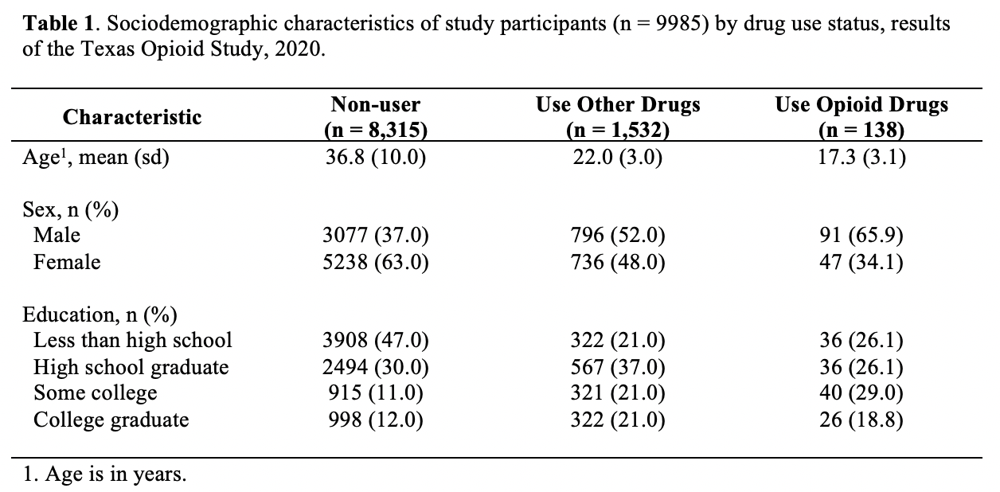 Table 1. Sociodemographic characteristics of study participants (n = 9985) by drug use status, results
of the Texas Opioid Study, 2020.
Characteristic Non-user (n = 8,315) Use Other Drugs (n = 1,532) Use Opioid Drugs (n = 138)
Age¹, mean (sd) 36.8 (10.0) 22.0 (3.0) 17.3 (3.1)
Sex, n (%)
Male 3077 (37.0) 796 (52.0) 91 (65.9)
Female 5238 (63.0) 736 (48.0) 47 (34.1)
Education, n (%)
Less than high school 3908 (47.0) 322 (21.0) 36 (26.1)
High school graduate 2494 (30.0) 567 (37.0) 36 (26.1)
Some college 915 (11.0) 321 (21.0) 40 (29.0)
College graduate 998 (12.0) 322 (21.0) 26 (18.8)
1. Age is in years.